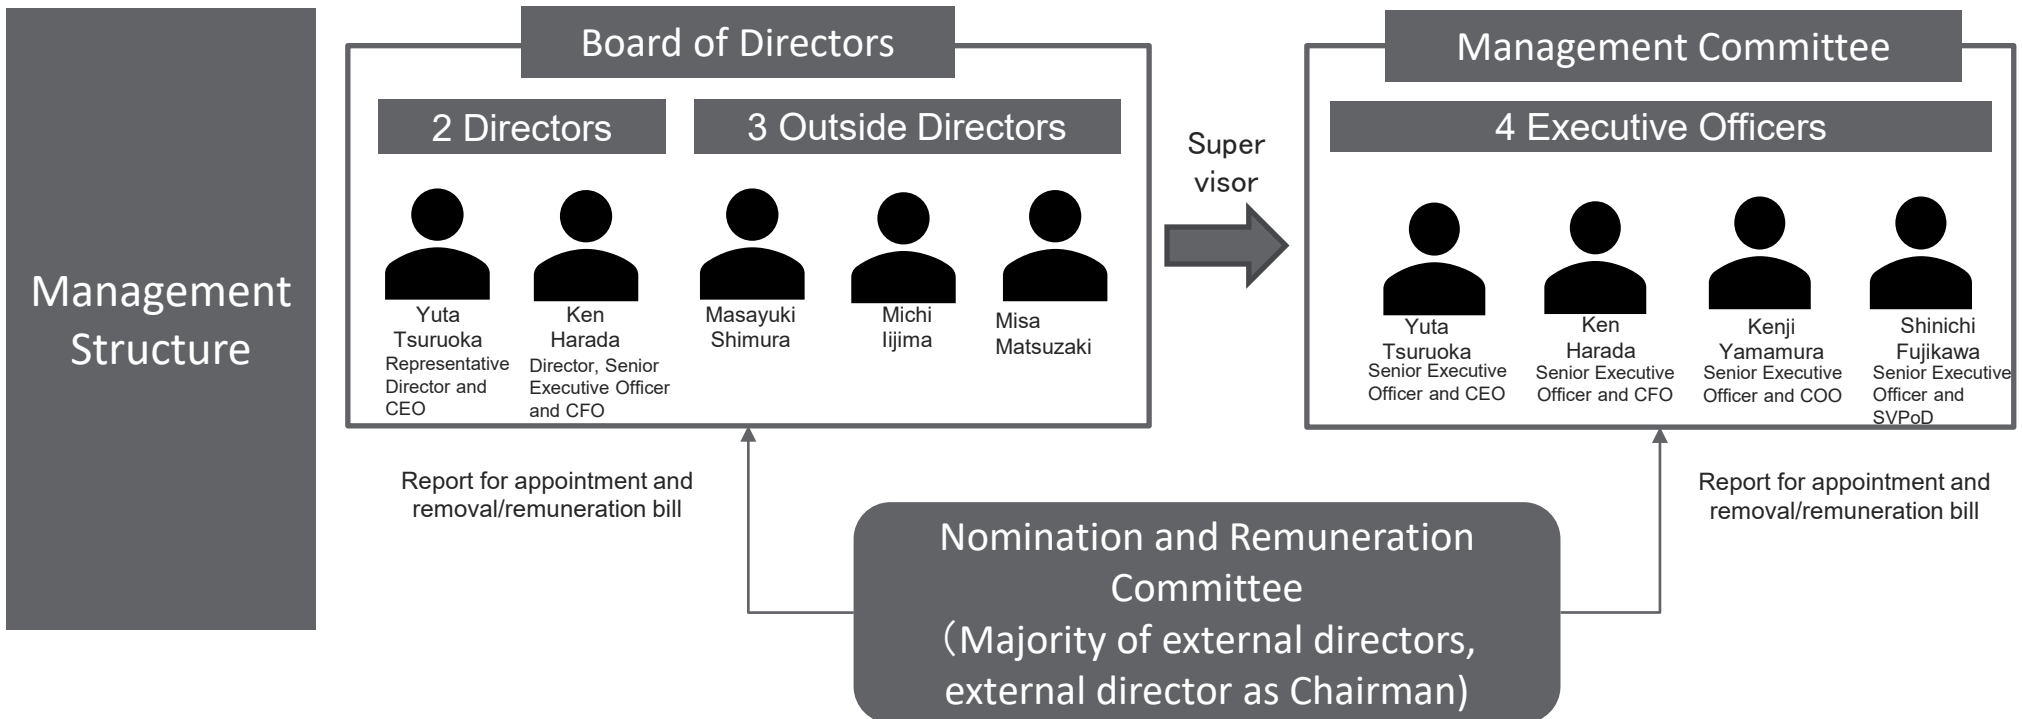 Management
Structure
Board of Directors
2 Directors
3 Outside Directors
Yuta
Tsuruoka
Representative
Director and
CEO
Ken
Harada
Director, Senior
Executive Officer
and CFO
Masayuki
Shimura
Michi
Iijima
Misa
Matsuzaki
Super
visor
Management Committee
4 Executive Officers
Yuta
Tsuruoka
Senior Executive
Officer and CEO
Ken
Harada
Senior Executive
Officer and CFO
Kenji
Yamamura
Senior Executive
Officer and COO
Shinichi
Fujikawa
Senior Executive
Officer and
SVPoD
Report for appointment and
removal/remuneration bill
Nomination and Remuneration
Committee
（Majority of external directors,
external director as Chairman)
Report for appointment and
removal/remuneration bill